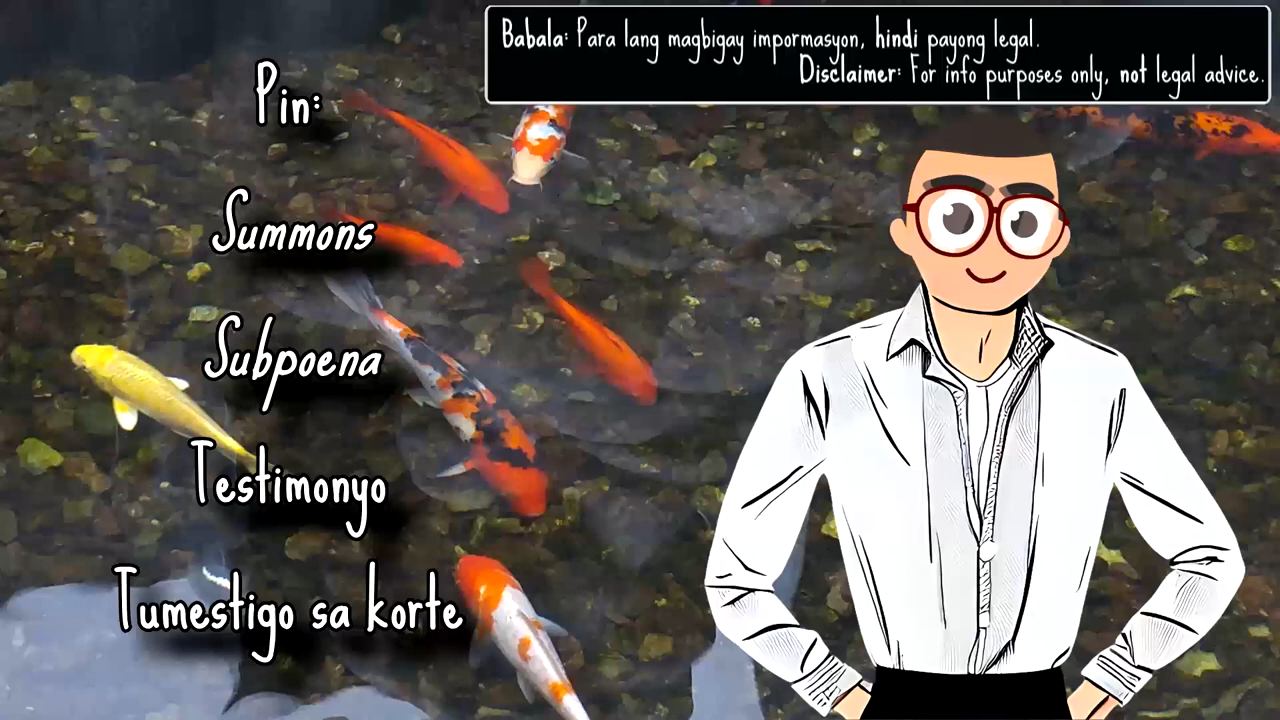 Babala: Para lang magbigay impormasyon, hindi payong legal.
Disclaimer: For info purposes only, not legal advice.
Pin:
Summons
Subpoena
Testimonyo
Tumestigo sa korte